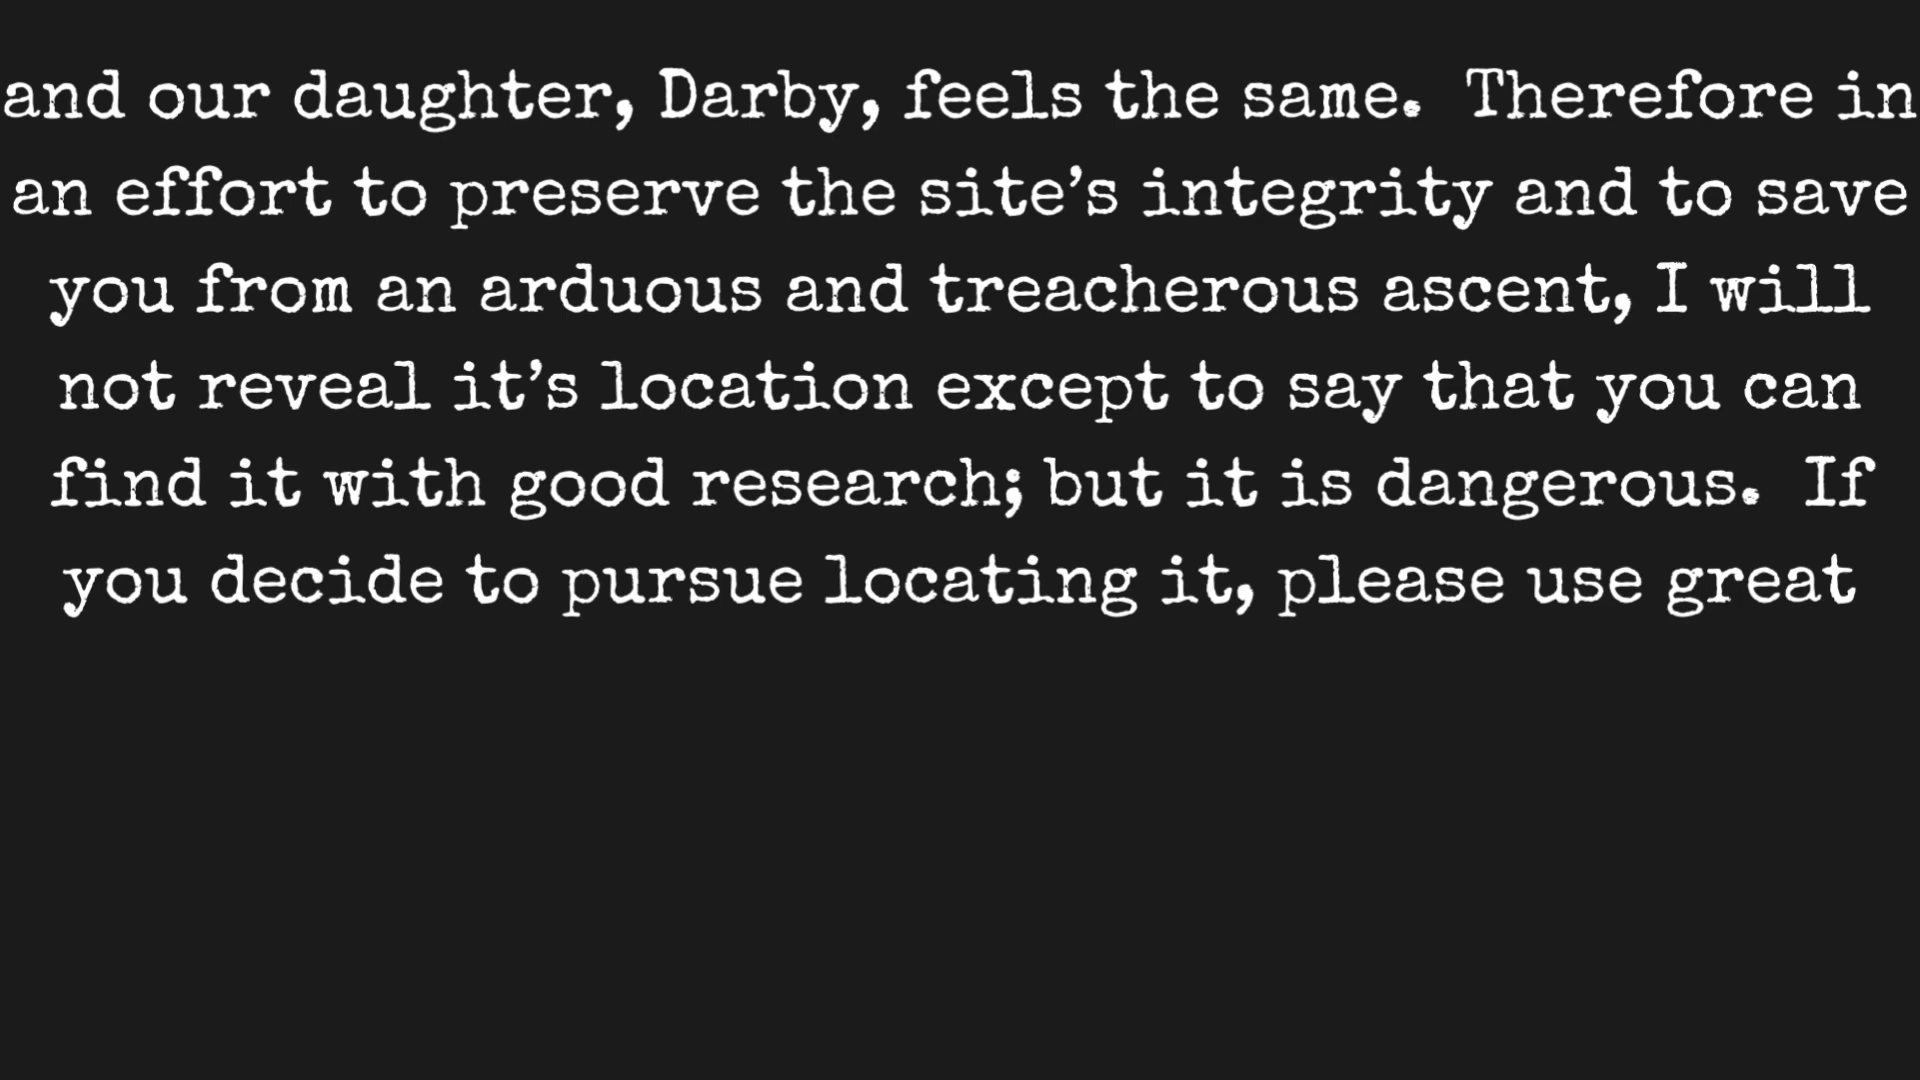 and our daughter, Darby, feels the same.  Therefore in
an effort to preserve the site’s integrity and to save
you from an arduous and treacherous ascent, I will
not reveal it’s location except to say that you can
find it with good research; but it is dangerous.  If
you decide to pursue locating it, please use great